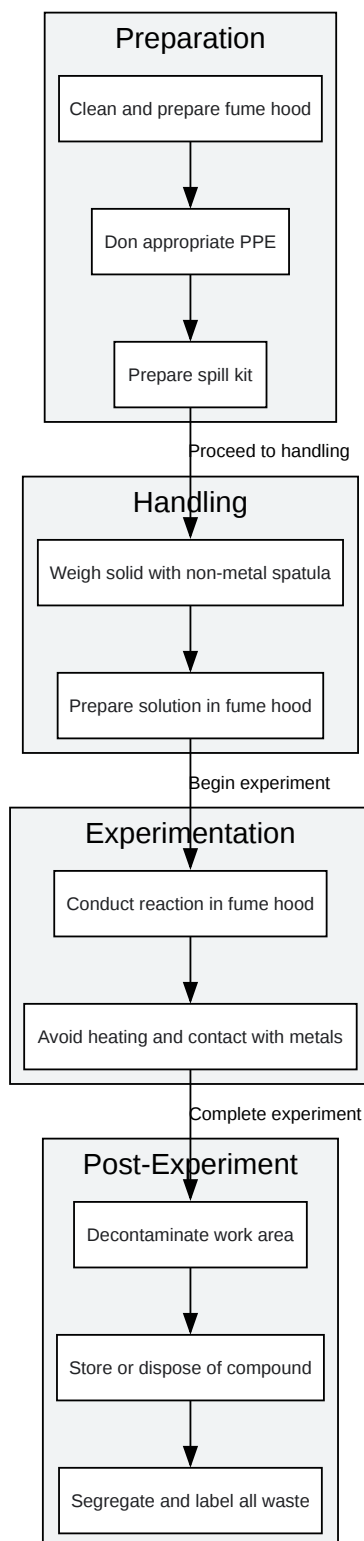 Preparation
Clean and prepare fume hood
Don appropriate PPE
Prepare spill kit
Proceed to handling
Handling
Weigh solid with non-metal spatula
Prepare solution in fume hood
Begin experiment
Experimentation
Conduct reaction in fume hood
Avoid heating and contact with metals
Complete experiment
Post-Experiment
Decontaminate work area
Store or dispose of compound
Segregate and label all waste